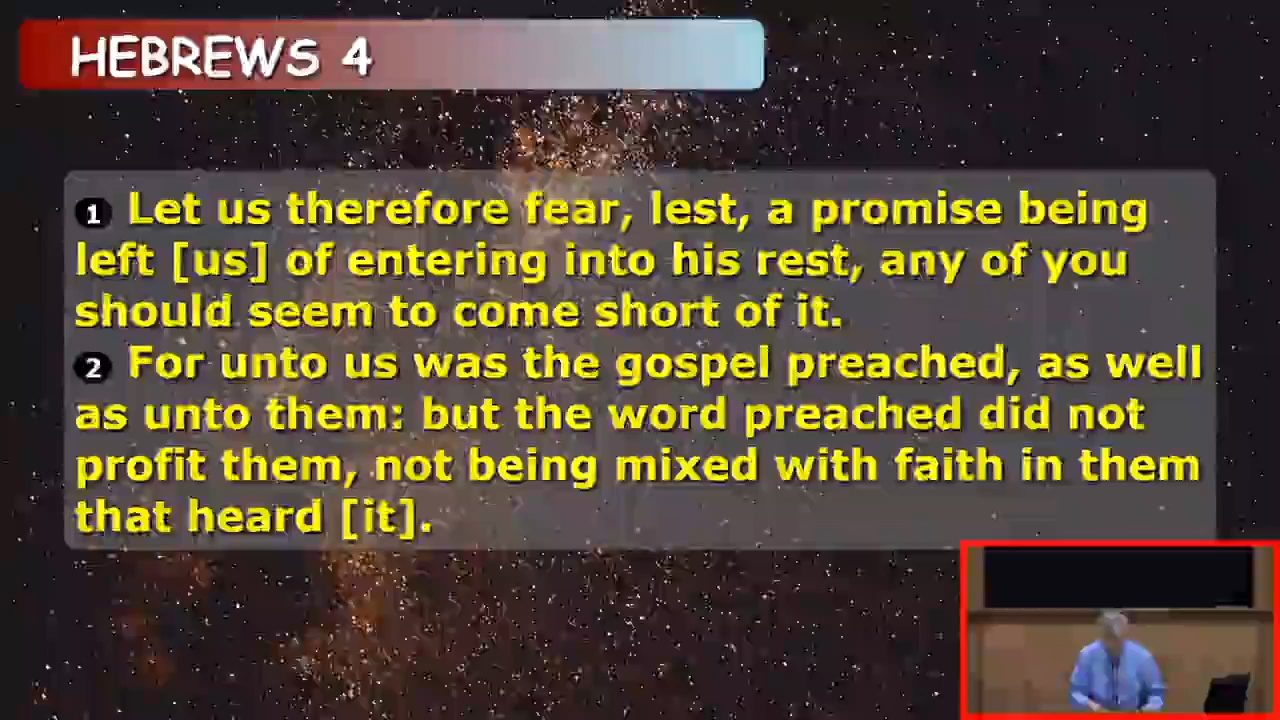 HEBREWS 4
1 Let us therefore fear, lest, a promise being
left [us] of entering into his rest, any of you
should seem to come short of it.
2 For unto us was the gospel preached, as well
as unto them: but the word preached did not
profit them, not being mixed with faith in them
that heard [it].